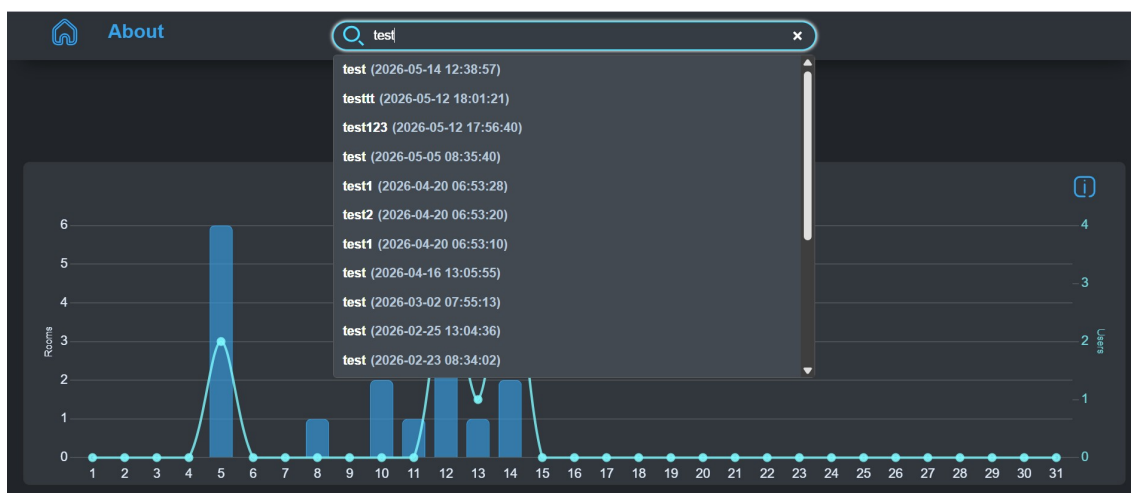 About
test
test (2026-05-14 12:38:57)
testtt (2026-05-12 18:01:21)
test123 (2026-05-12 17:56:40)
test (2026-05-05 08:35:40)
test1 (2026-04-20 06:53:28)
test2 (2026-04-20 06:53:20)
test1 (2026-04-20 06:53:10)
test (2026-04-16 13:05:55)
test (2026-03-02 07:55:13)
test (2026-02-25 13:04:36)
test (2026-02-23 08:34:02)
6
5
4
3
2
1
0
Rooms
4
3
2
1
0
Users
1 2 3 4 5 6 7 8 9 10 11 12 13 14 15 16 17 18 19 20 21 22 23 24 25 26 27 28 29 30 31